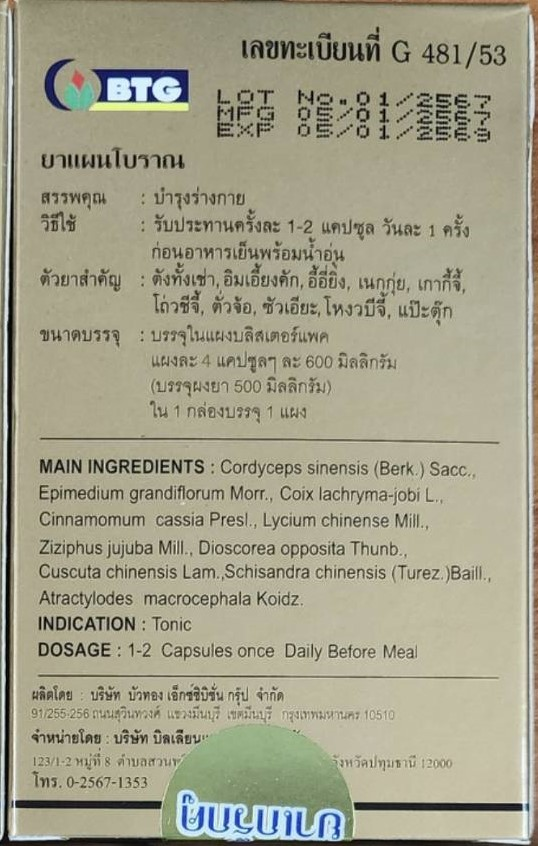 เลขทะเบียนที่ G 481/53
BTG
LOT No. 01/2567
MFG 05/01/2567
EXP 05/01/2569
ยาแผนโบราณ
สรรพคุณ : บำรุงร่างกาย
วิธีใช้ : รับประทานครั้งละ 1-2 แคปซูล วันละ 1 ครั้ง
ก่อนอาหารเย็นพร้อมน้ำอุ่น
ตัวยาสำคัญ : ตังทั้งเช่า, อิมเอี้ยงคัก, อี้อี่ยิ่ง, เนกกุ่ย, เกากี้จี้,
โถ่วซีจี้, ตั่วจ้อ, ซัวเอียะ, โหงวบีจี้, แป๊ะตุ๊ก
ขนาดบรรจุ : บรรจุในแผงบลิสเตอร์แพค
แผงละ 4 แคปซูลๆ ละ 600 มิลลิกรัม
(บรรจุผงยา 500 มิลลิกรัม)
ใน 1 กล่องบรรจุ 1 แผง
MAIN INGREDIENTS : Cordyceps sinensis (Berk.) Sacc.,
Epimedium grandiflorum Morr., Coix lachryma-jobi L.,
Cinnamomum cassia Presl., Lycium chinense Mill.,
Ziziphus jujuba Mill., Dioscorea opposita Thunb.,
Cuscuta chinensis Lam.,Schisandra chinensis (Turez.)Baill.,
Atractylodes macrocephala Koidz.
INDICATION : Tonic
DOSAGE : 1-2 Capsules once Daily Before Meal
ผลิตโดย : บริษัท บัวทอง เอ็กซ์ซิบิชั่น กรุ๊ป จำกัด
91/255-256 ถนนสุวินทวงศ์ แขวงมีนบุรี เขตมีนบุรี กรุงเทพมหานคร 10510
จำหน่ายโดย : บริษัท
123/1-2 หมู่ที่ 8 ตำบล จังหวัดปทุมธานี 12000
โทร. 0-2567-1353